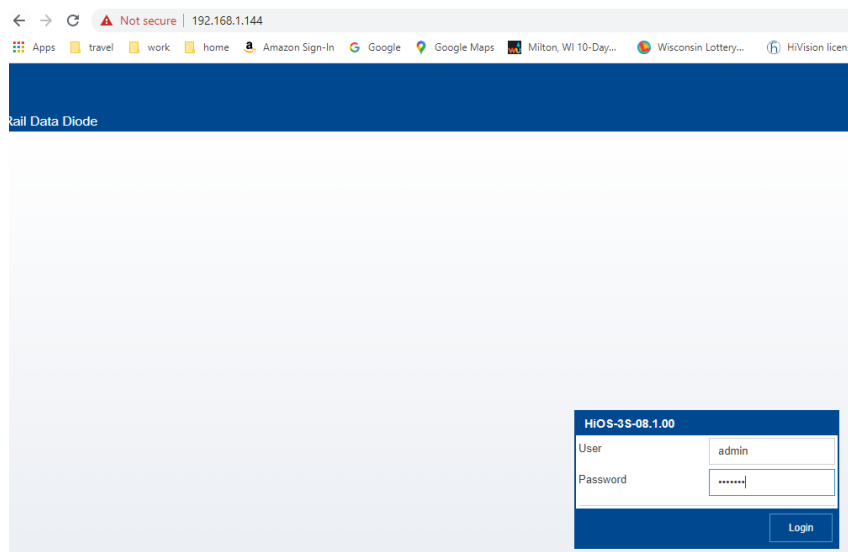 Not secure | 192.168.1.144
Apps travel work home Amazon Sign-In Google Google Maps Milton, WI 10-Day... Wisconsin Lottery... HiVision licen
Rail Data Diode
HiOS-3S-08.1.00
User admin
Password •••••••
Login